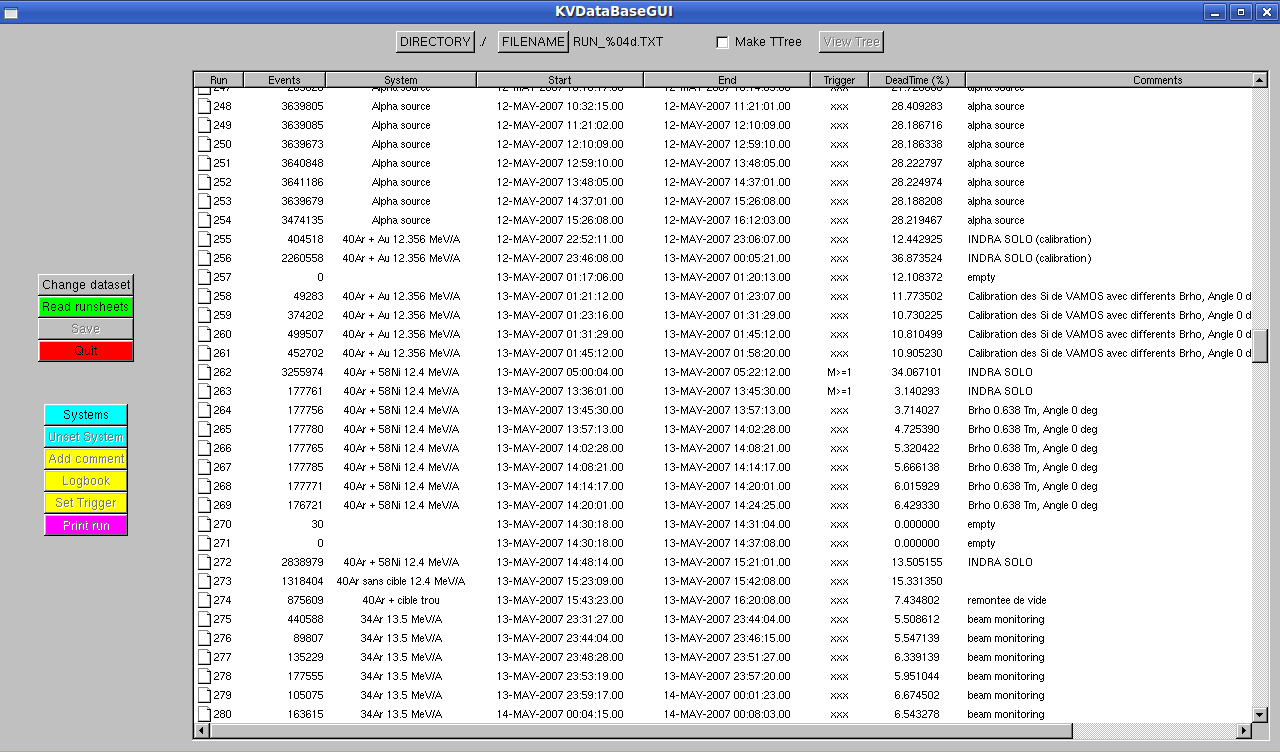 KVDataBaseGUI
DIRECTORY ./ FILENAME RUN_%04d.TXT Make TTree View Tree
Run Events System Start End Trigger DeadTime (%) Comments
248 3639805 Alpha source 12-MAY-2007 10:32:15.00 12-MAY-2007 11:21:01.00 xxx 28.409283 alpha source
249 3639085 Alpha source 12-MAY-2007 11:21:02.00 12-MAY-2007 12:10:09.00 xxx 28.186716 alpha source
250 3639673 Alpha source 12-MAY-2007 12:10:09.00 12-MAY-2007 12:59:10.00 xxx 28.186338 alpha source
251 3640848 Alpha source 12-MAY-2007 12:59:10.00 12-MAY-2007 13:48:05.00 xxx 28.222797 alpha source
252 3641186 Alpha source 12-MAY-2007 13:48:05.00 12-MAY-2007 14:37:01.00 xxx 28.224974 alpha source
253 3639679 Alpha source 12-MAY-2007 14:37:01.00 12-MAY-2007 15:26:08.00 xxx 28.188208 alpha source
254 3474135 Alpha source 12-MAY-2007 15:26:08.00 12-MAY-2007 16:12:03.00 xxx 28.219467 alpha source
255 404518 40Ar + Au 12.356 MeV/A 12-MAY-2007 22:52:11.00 12-MAY-2007 23:06:07.00 xxx 12.442925 INDRA SOLO (calibration)
256 2260558 40Ar + Au 12.356 MeV/A 12-MAY-2007 23:46:08.00 13-MAY-2007 00:05:21.00 xxx 36.873524 INDRA SOLO (calibration)
257 0 13-MAY-2007 01:17:06.00 13-MAY-2007 01:20:13.00 xxx 12.108372 empty
258 49283 40Ar + Au 12.356 MeV/A 13-MAY-2007 01:21:12.00 13-MAY-2007 01:23:07.00 xxx 11.773502 Calibration des Si de VAMOS avec differents Brho, Angle 0 d
259 374202 40Ar + Au 12.356 MeV/A 13-MAY-2007 01:23:16.00 13-MAY-2007 01:31:29.00 xxx 10.730225 Calibration des Si de VAMOS avec differents Brho, Angle 0 d
260 499507 40Ar + Au 12.356 MeV/A 13-MAY-2007 01:31:29.00 13-MAY-2007 01:45:12.00 xxx 10.810499 Calibration des Si de VAMOS avec differents Brho, Angle 0 d
261 452702 40Ar + Au 12.356 MeV/A 13-MAY-2007 01:45:12.00 13-MAY-2007 01:58:20.00 xxx 10.905230 Calibration des Si de VAMOS avec differents Brho, Angle 0 d
262 3255974 40Ar + 58Ni 12.4 MeV/A 13-MAY-2007 05:00:04.00 13-MAY-2007 05:22:12.00 M>=1 34.067101 INDRA SOLO
263 177761 40Ar + 58Ni 12.4 MeV/A 13-MAY-2007 13:36:01.00 13-MAY-2007 13:45:30.00 M>=1 INDRA SOLO
264 177756 40Ar + 58Ni 12.4 MeV/A 13-MAY-2007 13:45:30.00 13-MAY-2007 13:57:13.00 xxx 3.714027 Brho 0.638 Tm, Angle 0 deg
265 177780 40Ar + 58Ni 12.4 MeV/A 13-MAY-2007 13:57:13.00 13-MAY-2007 14:02:28.00 xxx 4.725390 Brho 0.638 Tm, Angle 0 deg
266 177765 40Ar + 58Ni 12.4 MeV/A 13-MAY-2007 14:02:28.00 13-MAY-2007 14:08:21.00 xxx 5.320422 Brho 0.638 Tm, Angle 0 deg
267 177785 40Ar + 58Ni 12.4 MeV/A 13-MAY-2007 14:08:21.00 13-MAY-2007 14:14:17.00 xxx 5.666138 Brho 0.638 Tm, Angle 0 deg
268 177771 40Ar + 58Ni 12.4 MeV/A 13-MAY-2007 14:14:17.00 13-MAY-2007 14:20:01.00 xxx 6.015929 Brho 0.638 Tm, Angle 0 deg
269 176721 40Ar + 58Ni 12.4 MeV/A 13-MAY-2007 14:20:01.00 13-MAY-2007 14:24:25.00 xxx 6.429330 Brho 0.638 Tm, Angle 0 deg
270 30 13-MAY-2007 14:30:18.00 13-MAY-2007 14:31:04.00 xxx 0.000000 empty
271 0 13-MAY-2007 14:30:18.00 13-MAY-2007 14:37:08.00 xxx 0.000000 empty
272 2838979 40Ar + 58Ni 12.4 MeV/A 13-MAY-2007 14:48:14.00 13-MAY-2007 15:21:01.00 xxx 13.505155 INDRA SOLO
273 1318404 40Ar sans cible 12.4 MeV/A 13-MAY-2007 15:23:09.00 13-MAY-2007 15:42:08.00 xxx 15.331350
274 875609 40Ar + cible trou 13-MAY-2007 15:43:23.00 13-MAY-2007 16:20:08.00 xxx 7.434802 remontee de vide
275 440588 34Ar 13.5 MeV/A 13-MAY-2007 23:31:27.00 13-MAY-2007 23:44:04.00 xxx 5.508612 beam monitoring
276 89807 34Ar 13.5 MeV/A 13-MAY-2007 23:44:04.00 13-MAY-2007 23:46:15.00 xxx 5.547139 beam monitoring
277 135229 34Ar 13.5 MeV/A 13-MAY-2007 23:48:28.00 13-MAY-2007 23:51:27.00 xxx 6.339139 beam monitoring
278 177555 34Ar 13.5 MeV/A 13-MAY-2007 23:53:19.00 13-MAY-2007 23:57:20.00 xxx 5.951044 beam monitoring
279 105075 34Ar 13.5 MeV/A 13-MAY-2007 23:59:17.00 14-MAY-2007 00:01:23.00 xxx 6.674502 beam monitoring
280 163615 34Ar 13.5 MeV/A 14-MAY-2007 00:04:15.00 14-MAY-2007 00:08:03.00 xxx 6.543278 beam monitoring
Change dataset
Read runsheets
Save
Quit
Systems
Unset System
Add comment
Logbook
Set Trigger
Print run